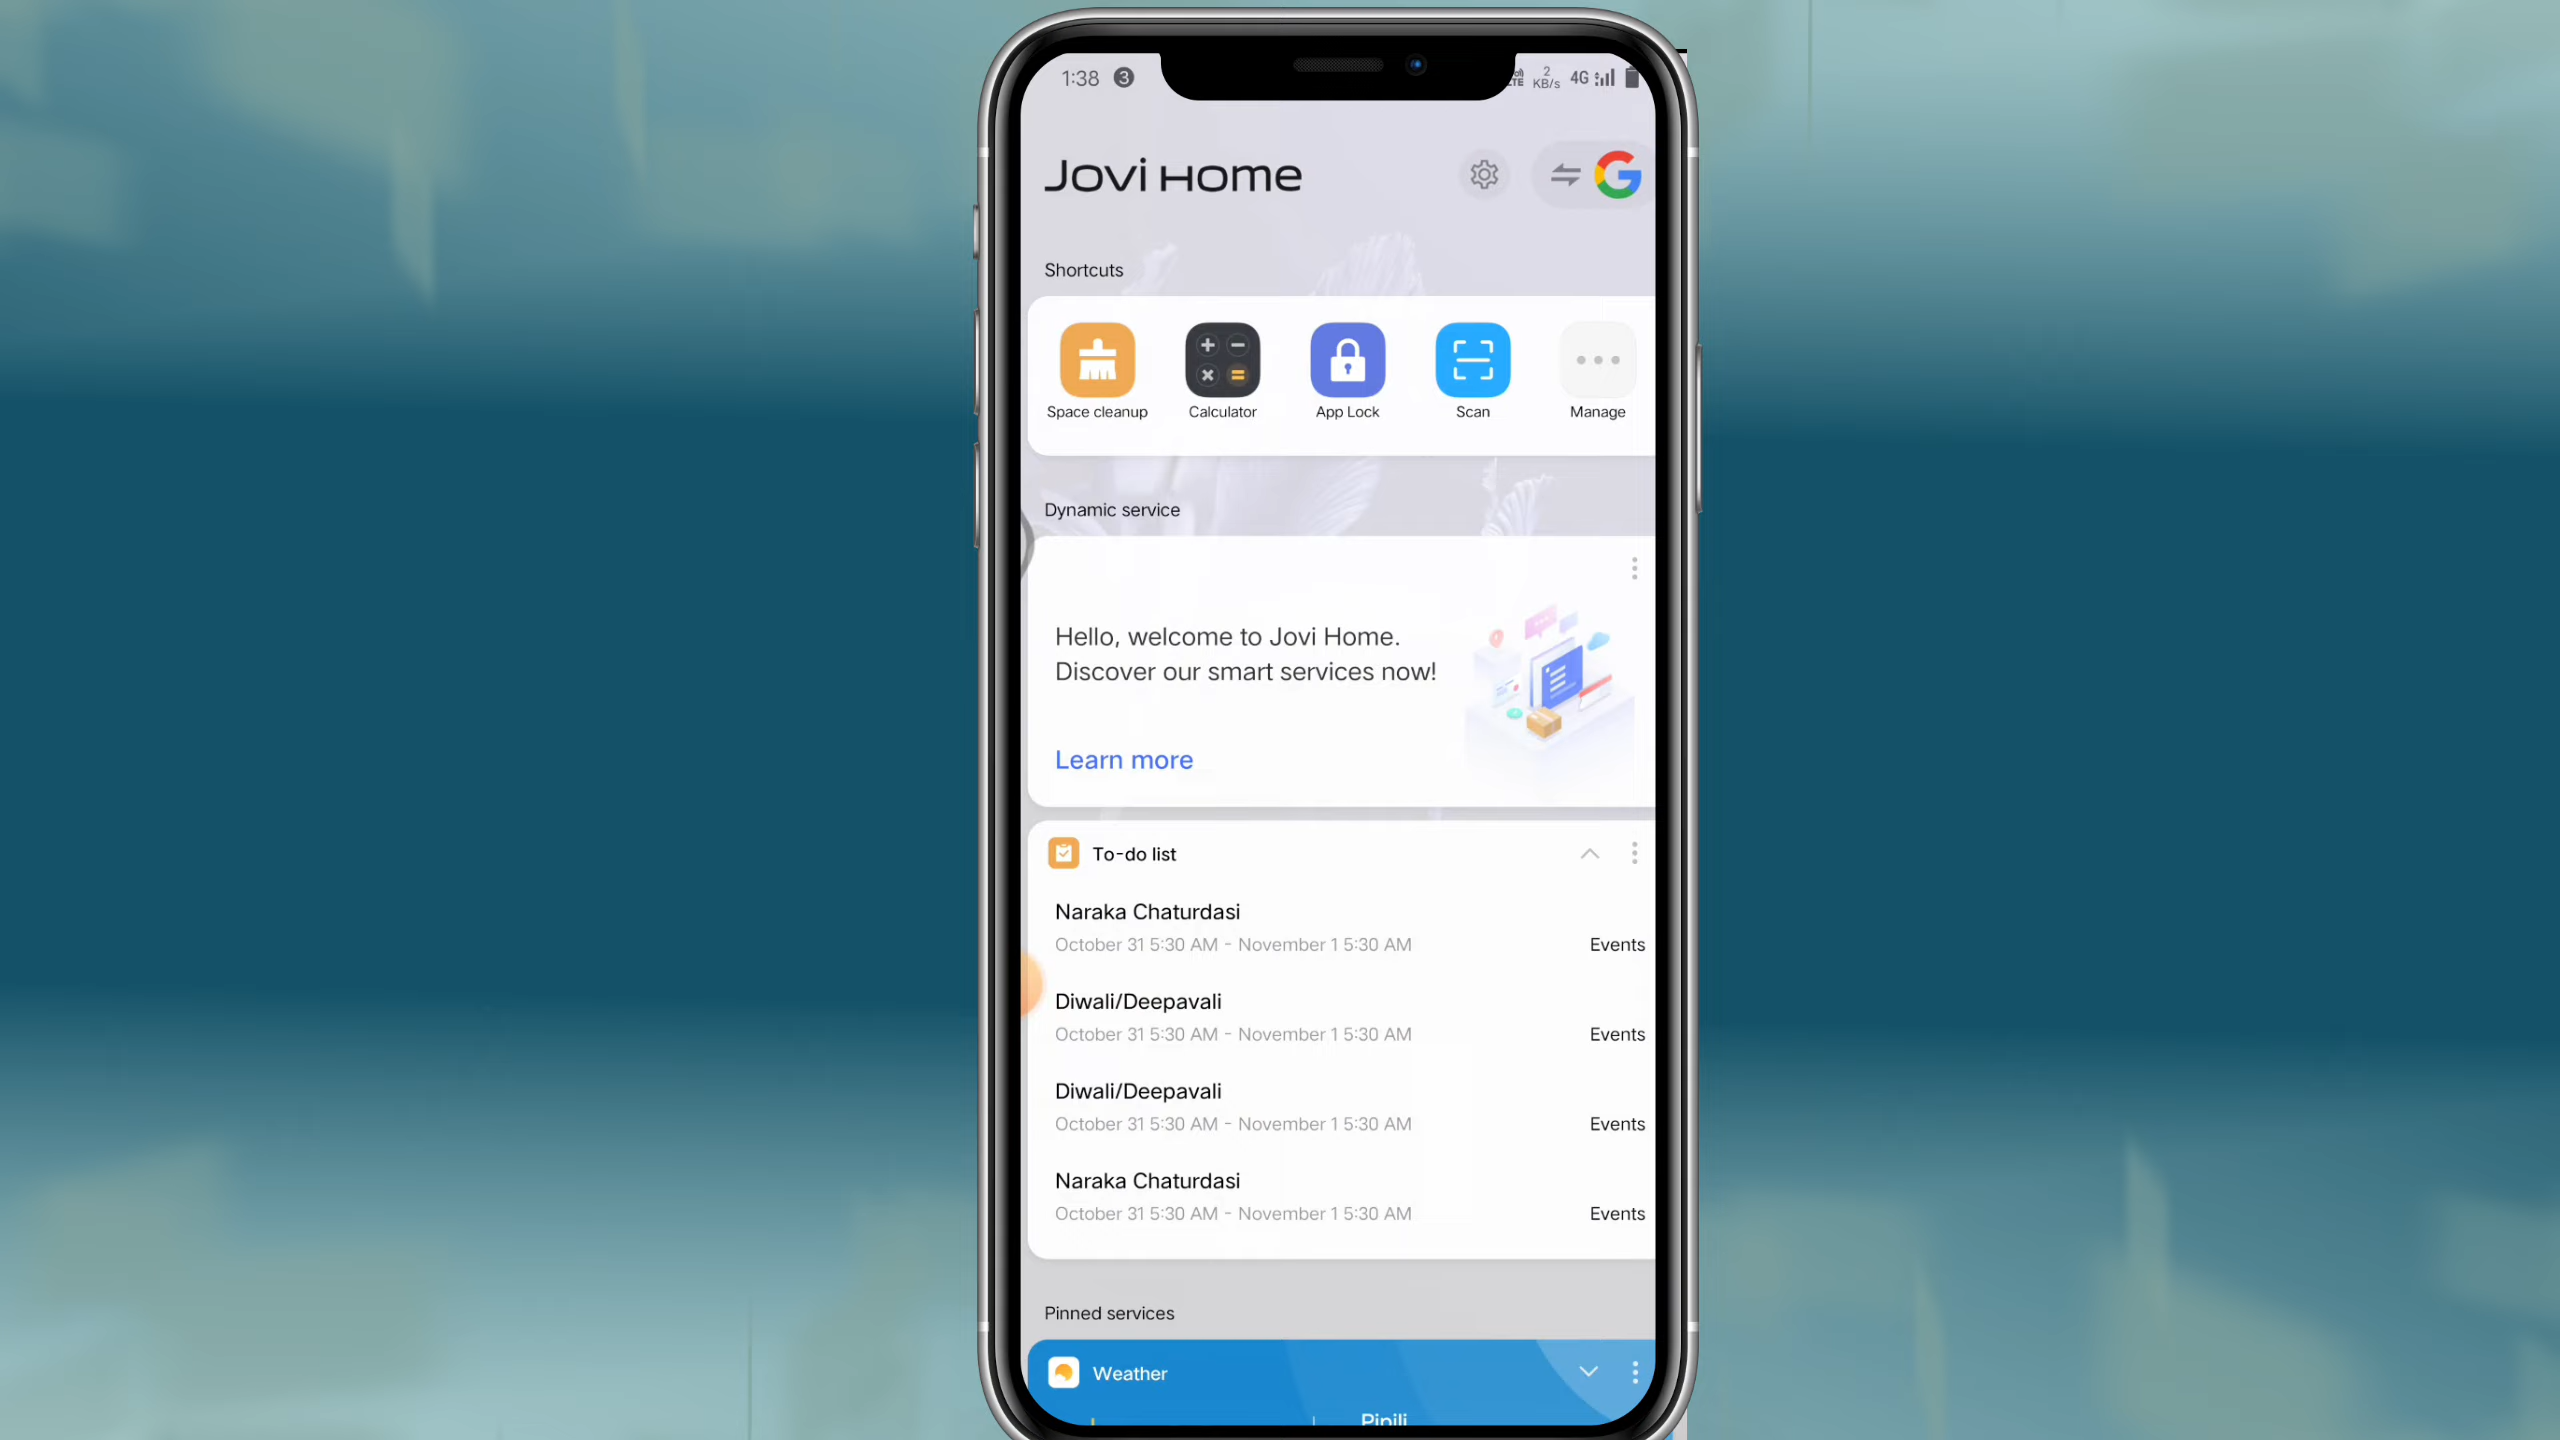 1:38 3 2 KB/s 4G
Jovi Home
Shortcuts
Space cleanup Calculator App Lock Scan Manage
Dynamic service
Hello, welcome to Jovi Home.
Discover our smart services now!
Learn more
To-do list
Naraka Chaturdasi
October 31 5:30 AM - November 1 5:30 AM Events
Diwali/Deepavali
October 31 5:30 AM - November 1 5:30 AM Events
Diwali/Deepavali
October 31 5:30 AM - November 1 5:30 AM Events
Naraka Chaturdasi
October 31 5:30 AM - November 1 5:30 AM Events
Pinned services
Weather